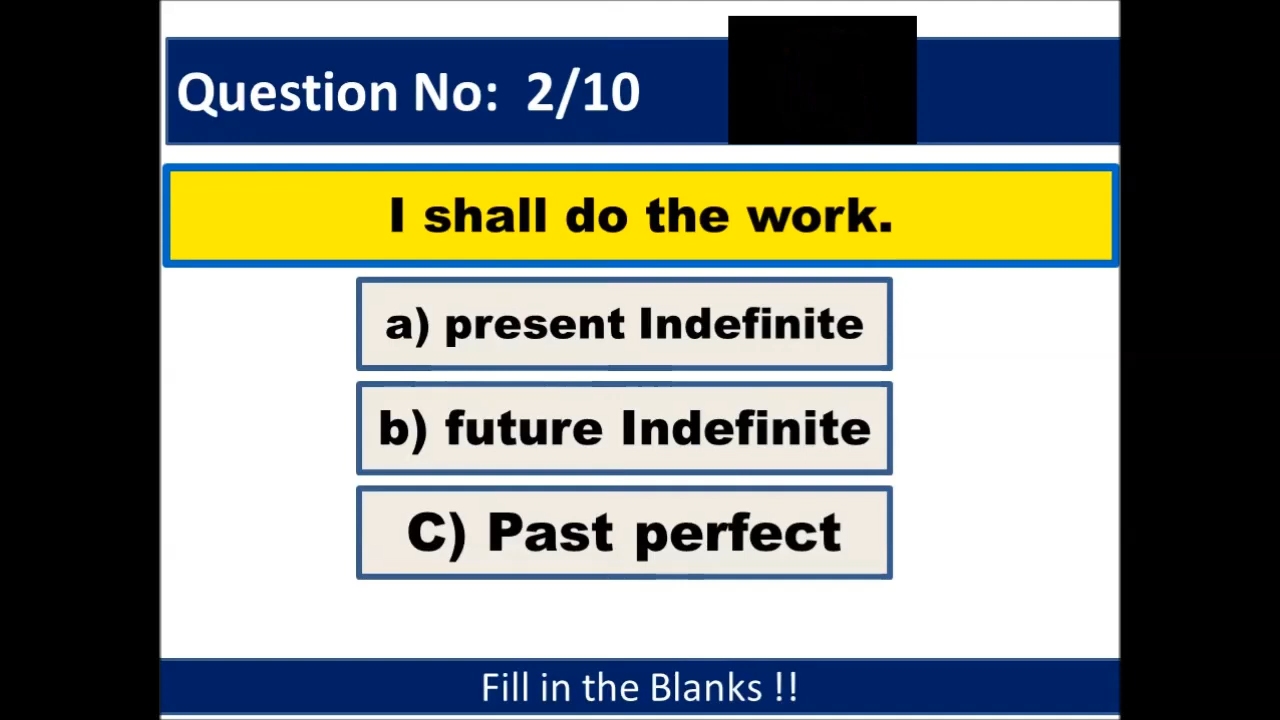 Question No: 2/10
I shall do the work.
a) present Indefinite
b) future Indefinite
C) Past perfect
Fill in the Blanks !!